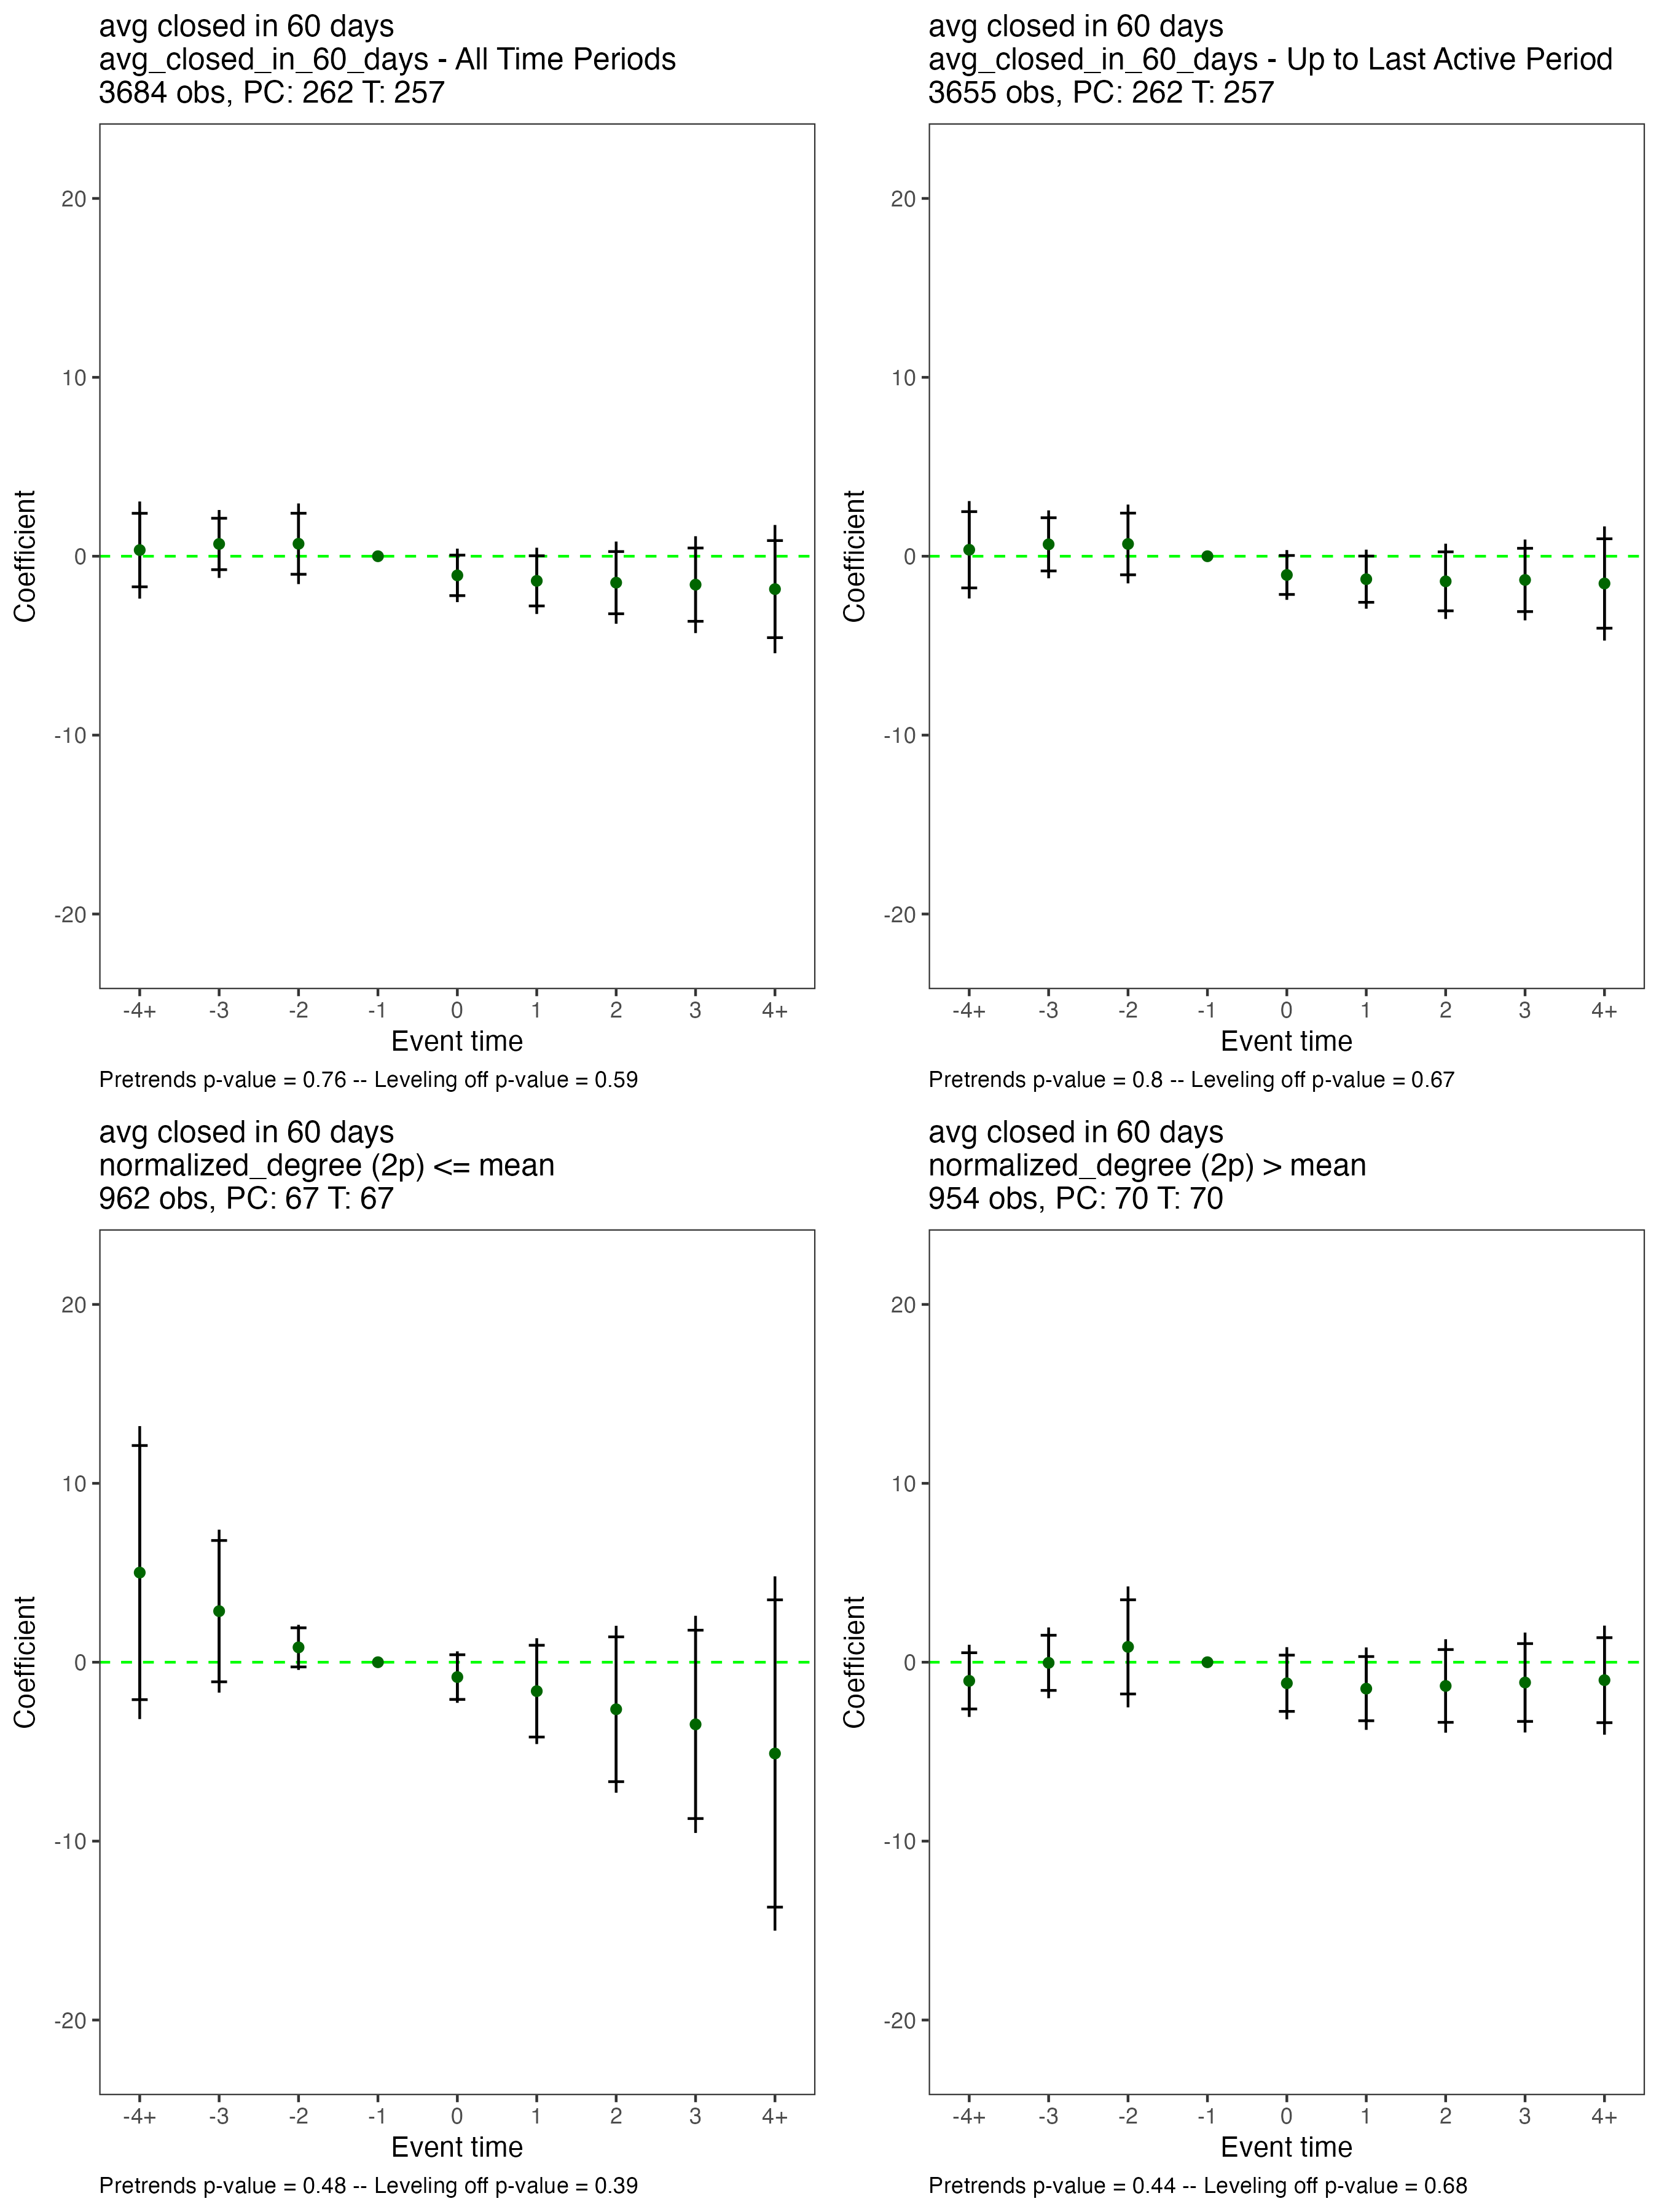 avg closed in 60 days
avg_closed_in_60_days - All Time Periods
3684 obs, PC: 262 T: 257
20
10
0
-10
-20
Coefficient
-4+ -3 -2 -1 0 1 2 3 4+
Event time
Pretrends p-value = 0.76 -- Leveling off p-value = 0.59
avg closed in 60 days
avg_closed_in_60_days - Up to Last Active Period
3655 obs, PC: 262 T: 257
20
10
0
-10
-20
Coefficient
-4+ -3 -2 -1 0 1 2 3 4+
Event time
Pretrends p-value = 0.8 -- Leveling off p-value = 0.67
avg closed in 60 days
normalized_degree (2p) <= mean
962 obs, PC: 67 T: 67
20
10
0
-10
-20
Coefficient
-4+ -3 -2 -1 0 1 2 3 4+
Event time
Pretrends p-value = 0.48 -- Leveling off p-value = 0.39
avg closed in 60 days
normalized_degree (2p) > mean
954 obs, PC: 70 T: 70
20
10
0
-10
-20
Coefficient
-4+ -3 -2 -1 0 1 2 3 4+
Event time
Pretrends p-value = 0.44 -- Leveling off p-value = 0.68